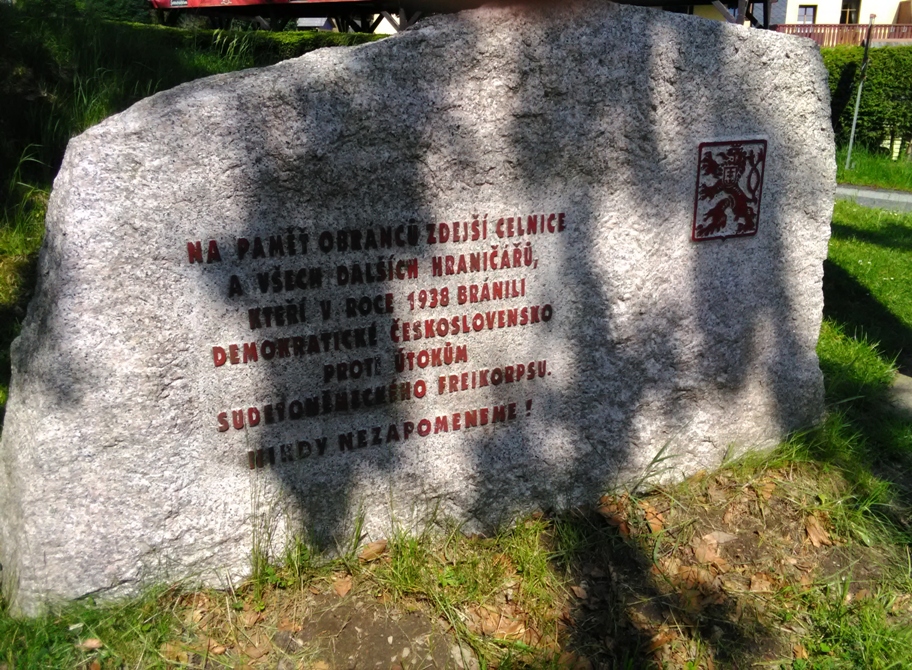 NA PAMĚŤ OBRÁNCŮ ZDEJŠÍ CELNICE
A VŠECH DALŠÍCH HRANIČÁŘŮ,
KTEŘÍ V ROCE 1938 BRÁNILI
DEMOKRATICKÉ ČESKOSLOVENSKO
PROTI ÚTOKŮM
SUDETONĚMECKÉHO FREIKORPSU.
NIKDY NEZAPOMENEME !